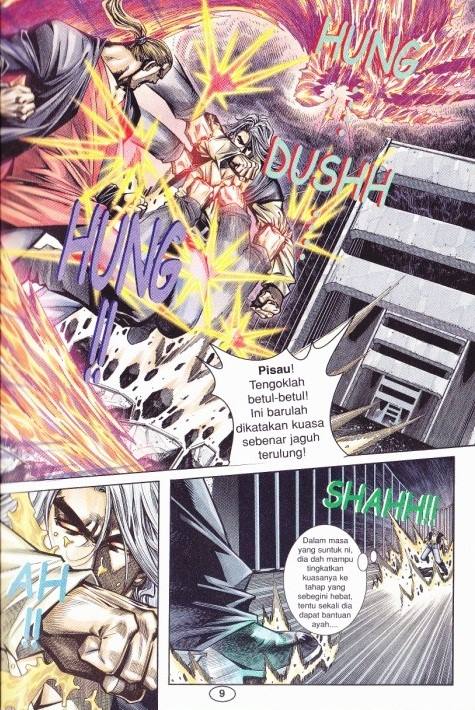 HUNG
DUSHH
HUNG
!!
Pisau!
Tengoklah
betul-betul!
Ini barulah
dikatakan kuasa
sebenar jaguh
terulung!
AH
!!
SHAHH!!
Dalam masa
yang suntuk ni,
dia dah mampu
tingkatkan
kuasanya ke
tahap yang
sebegini hebat,
tentu sekali dia
dapat bantuan
ayah....
9